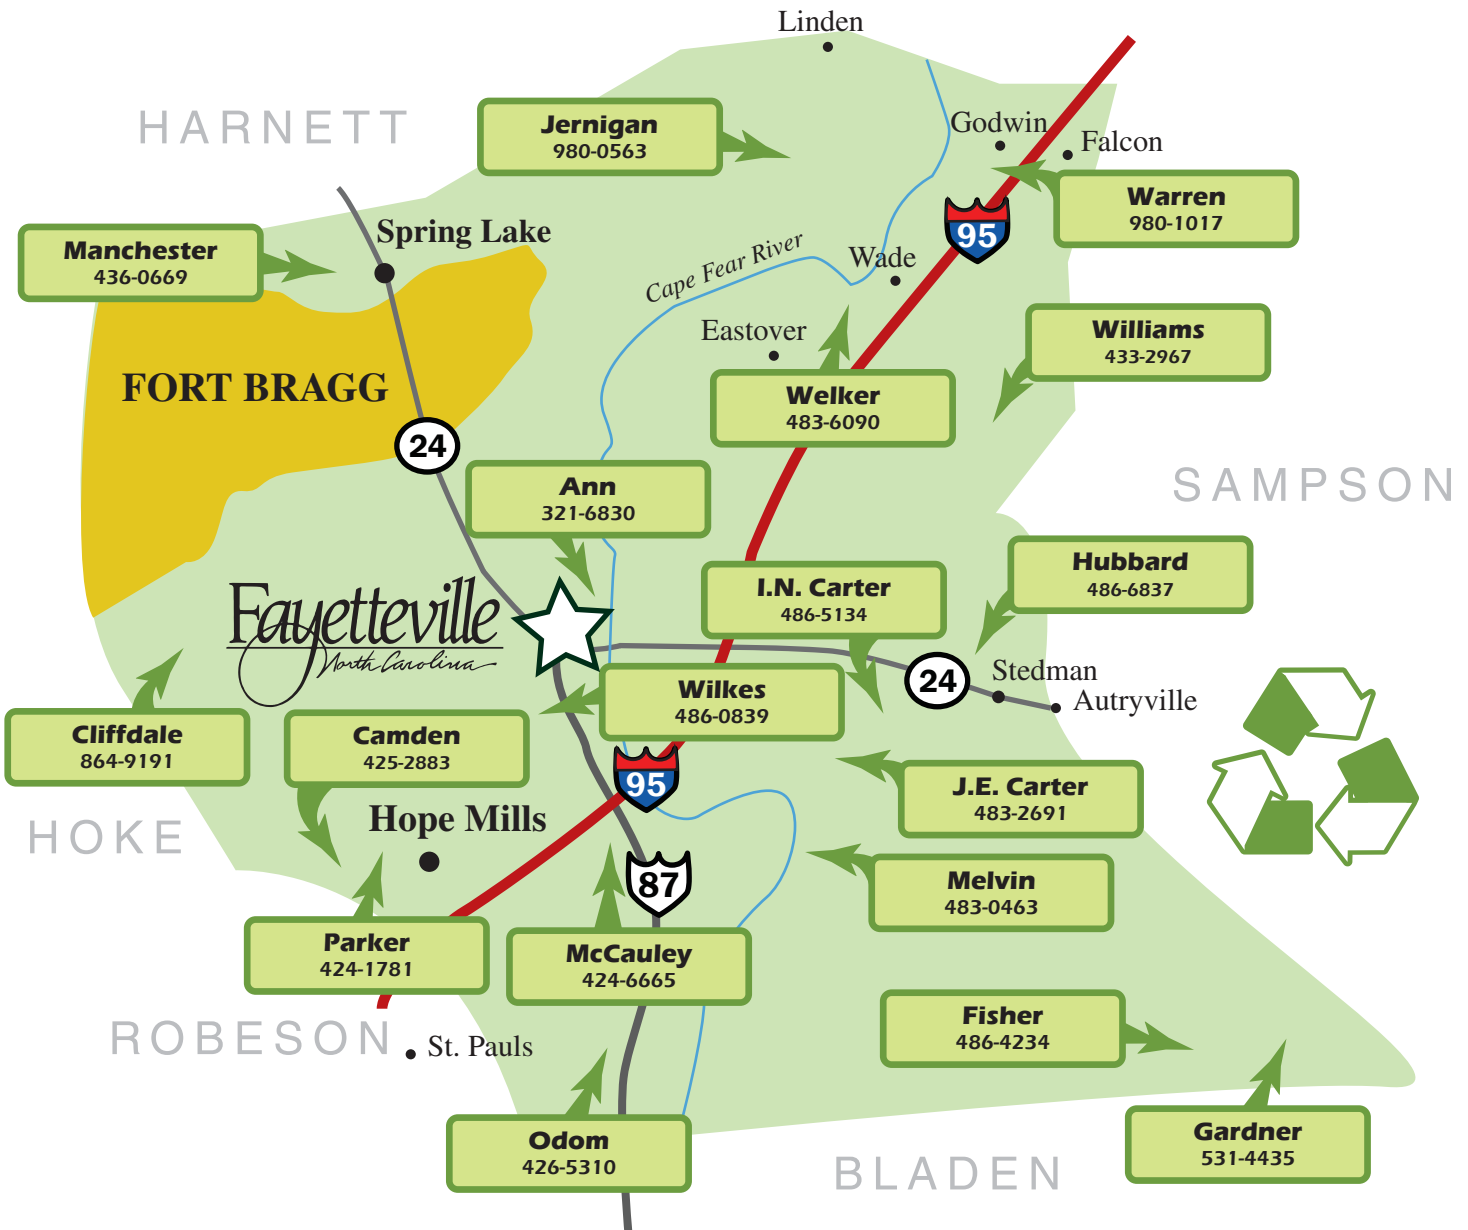 Linden
HARNETT
Jernigan
980-0563
Godwin
Falcon
Warren
980-1017
Spring Lake
Manchester
436-0669
95
Cape Fear River
Wade
Eastover
Williams
433-2967
FORT BRAGG
Welker
483-6090
24
Ann
321-6830
SAMPSON
Hubbard
486-6837
I.N. Carter
486-5134
Fayetteville
North Carolina
Stedman
24
Autryville
Wilkes
486-0839
Cliffdale
864-9191
Camden
425-2883
95
J.E. Carter
483-2691
HOKE
Hope Mills
87
Melvin
483-0463
Parker
424-1781
McCauley
424-6665
Fisher
486-4234
ROBESON
St. Pauls
Odom
426-5310
Gardner
531-4435
BLADEN